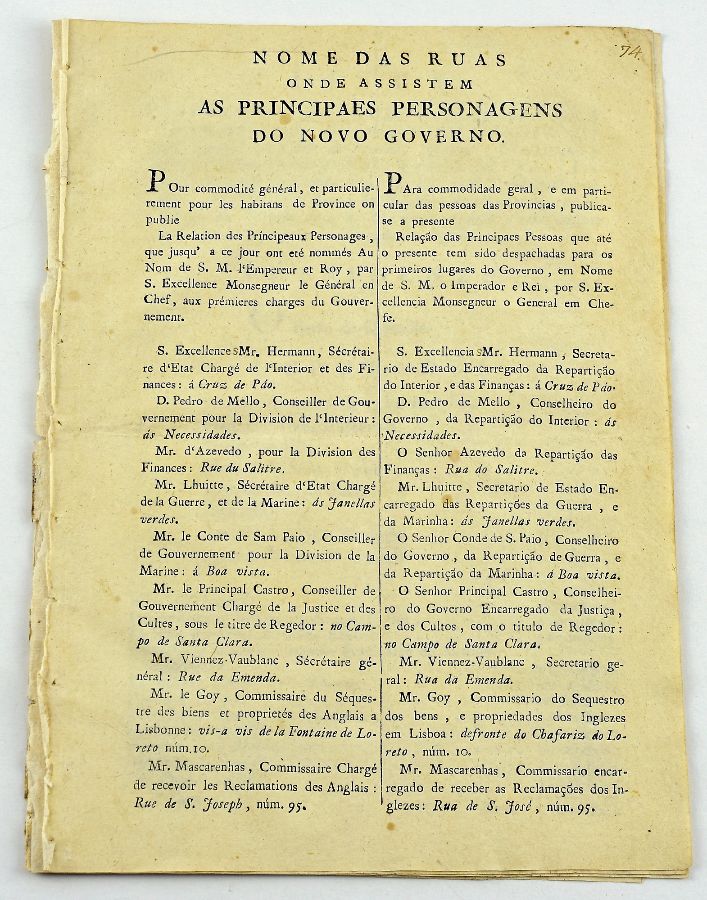 74
NOME DAS RUAS
ONDE ASSISTEM
AS PRINCIPAES PERSONAGENS
DO NOVO GOVERNO.
POur commodité général, et particulie-
rement pour les habitans de Province on
publie
La Relation des Principeaux Personages,
que jusqu' a ce jour ont eté nommés Au
Nom de S. M. l'Empereur et Roy, par
S. Excellence Monsegneur le Général en
Chef, aux prémieres charges du Gouver-
nement.
S. Excellence sMr. Hermann, Sécrétai-
re d'Etat Chargé de l'Interior et des Fi-
nances: á Cruz de Páo.
D. Pedro de Mello, Conseiller de Gou-
vernement pour la Division de l'Interieur:
ás Necessidades.
Mr. d'Azevedo, pour la Division des
Finances: Rue du Salitre.
Mr. Lhuitte, Sécrétaire d'Etat Chargé
de la Guerre, et de la Marine: ás Janellas
verdes.
Mr. le Conte de Sam Paio, Conseiller
de Gouvernement pour la Division de la
Marine: á Boa vista.
Mr. le Principal Castro, Conseiller de
Gouvernement Chargé de la Justice et des
Cultes, sous le titre de Regedor: no Cam-
po de Santa Clara.
Mr. Viennez-Vaublanc, Sécrétaire gé-
néral: Rue da Emenda.
Mr. le Goy, Commissaire du Séques-
tre des biens et proprietés des Anglais a
Lisbonne: vis-a vis de la Fontaine de Lo-
reto núm. 10.
Mr. Mascarenhas, Commissaire Chargé
de recevoir les Reclamations des Anglais:
Rue de S. Joseph, núm. 95.
PAra commodidade geral, e em parti-
cular das pessoas das Provincias, publica-
se a presente
Relação das Principaes Pessoas que até
o presente tem sido despachadas para os
primeiros lugares do Governo, em Nome
de S. M. o Imperador e Rei, por S. Ex-
cellencia Monsegneur o General em Che-
fe.
S. Excellencia sMr. Hermann, Secreta-
rio de Estado Encarregado da Repartição
do Interior, e das Finanças: á Cruz de Páo.
D. Pedro de Mello, Conselheiro do
Governo, da Repartição do Interior: ás
Necessidades.
O Senhor Azevedo da Repartição das
Finanças: Rua do Salitre.
Mr. Lhuitte, Secretario de Estado En-
carregado das Repartições da Guerra, e
da Marinha: ás Janellas verdes.
O Senhor Conde de S. Paio, Conselheiro
do Governo, da Repartição de Guerra, e
da Repartição da Marinha: á Boa vista.
O Senhor Principal Castro, Conselhei-
ro do Governo Encarregado da Justiça,
e dos Cultos, com o titulo de Regedor:
no Campo de Santa Clara.
Mr. Viennez-Vaublanc, Secretario ge-
ral: Rua da Emenda.
Mr. Goy, Commissario do Sequestro
dos bens, e propriedades dos Inglezes
em Lisboa: defronte do Chafariz do Lo-
reto, núm. 10.
Mr. Mascarenhas, Commissario encar-
regado de receber as Reclamações dos In-
glezes: Rua de S. José, núm. 95.